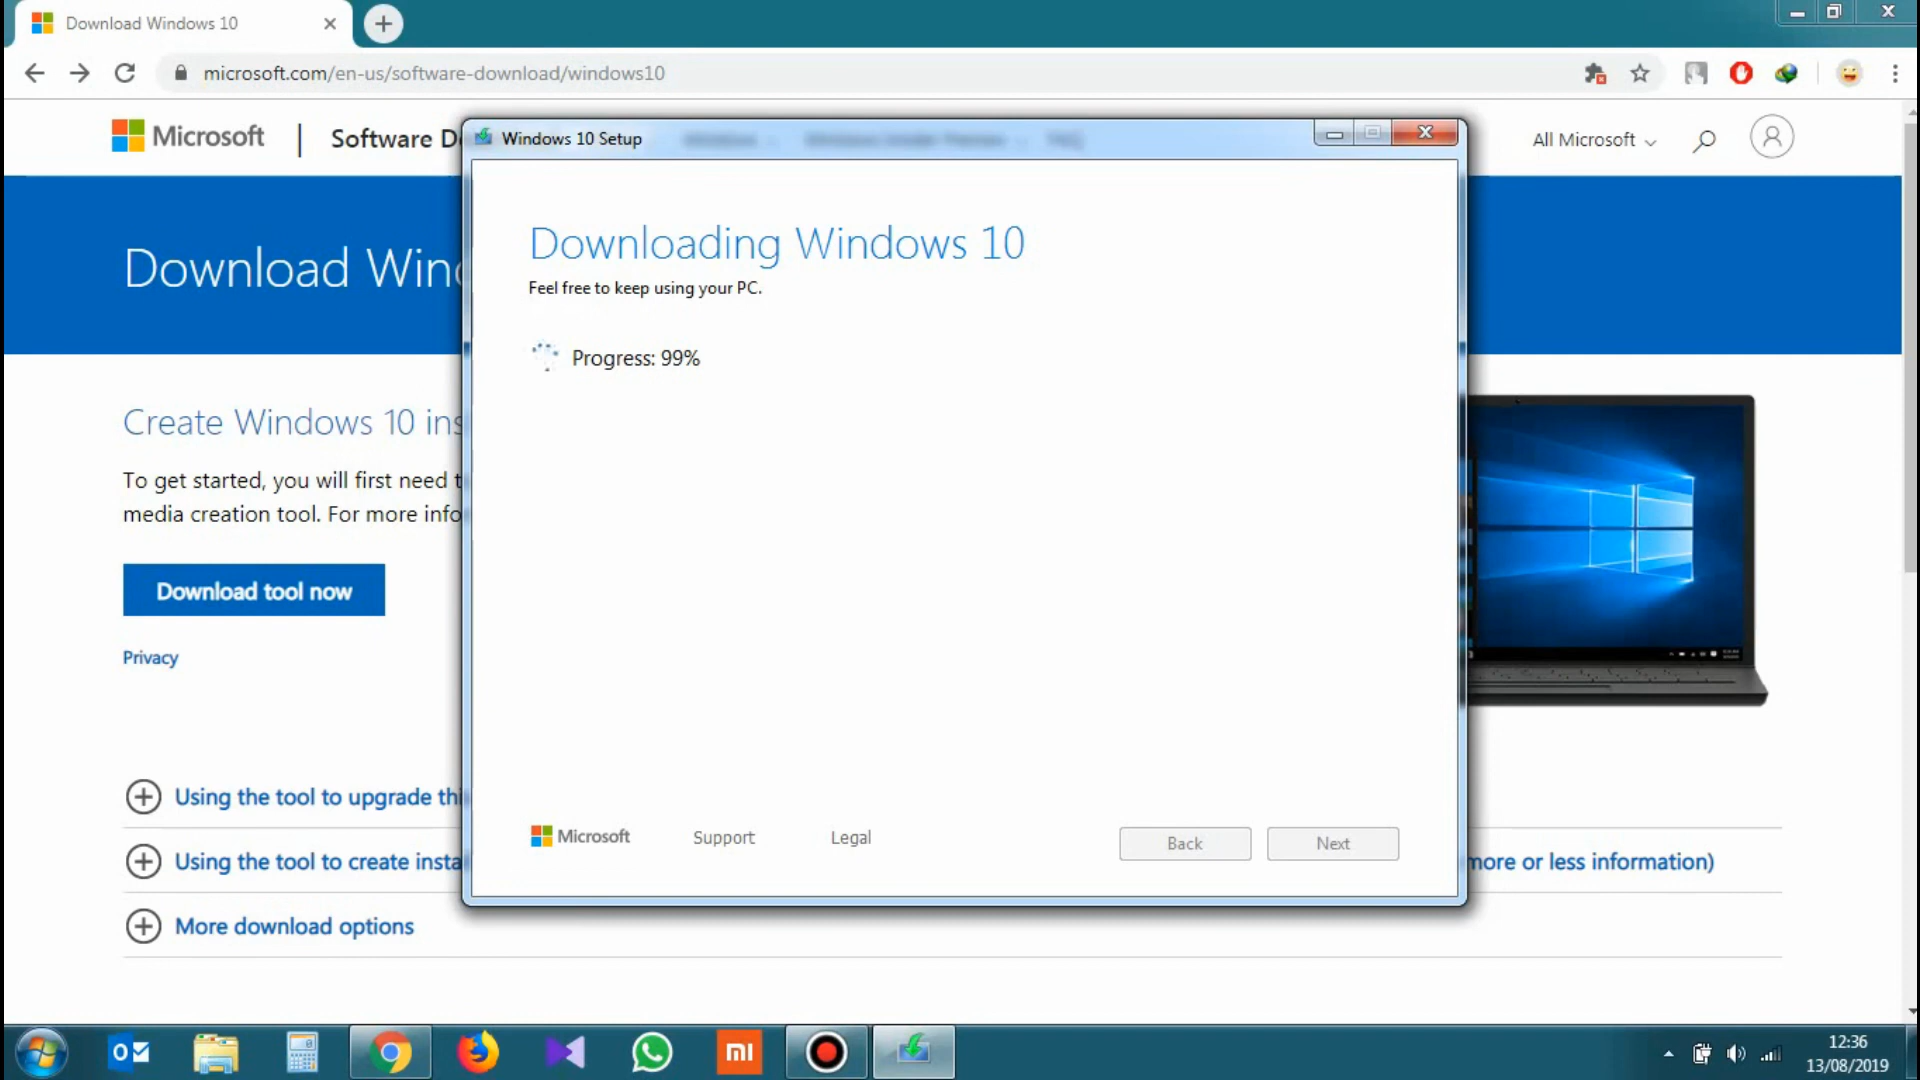 Download Windows 10
microsoft.com/en-us/software-download/windows10
Microsoft
Software D
All Microsoft
Windows 10 Setup
Download Wind
Downloading Windows 10
Feel free to keep using your PC.
Progress: 99%
Create Windows 10 ins
To get started, you will first need t
media creation tool. For more info
Download tool now
Privacy
Using the tool to upgrade thi
Using the tool to create insta
more or less information)
More download options
Microsoft
Support
Legal
Back
Next
12:36
13/08/2019